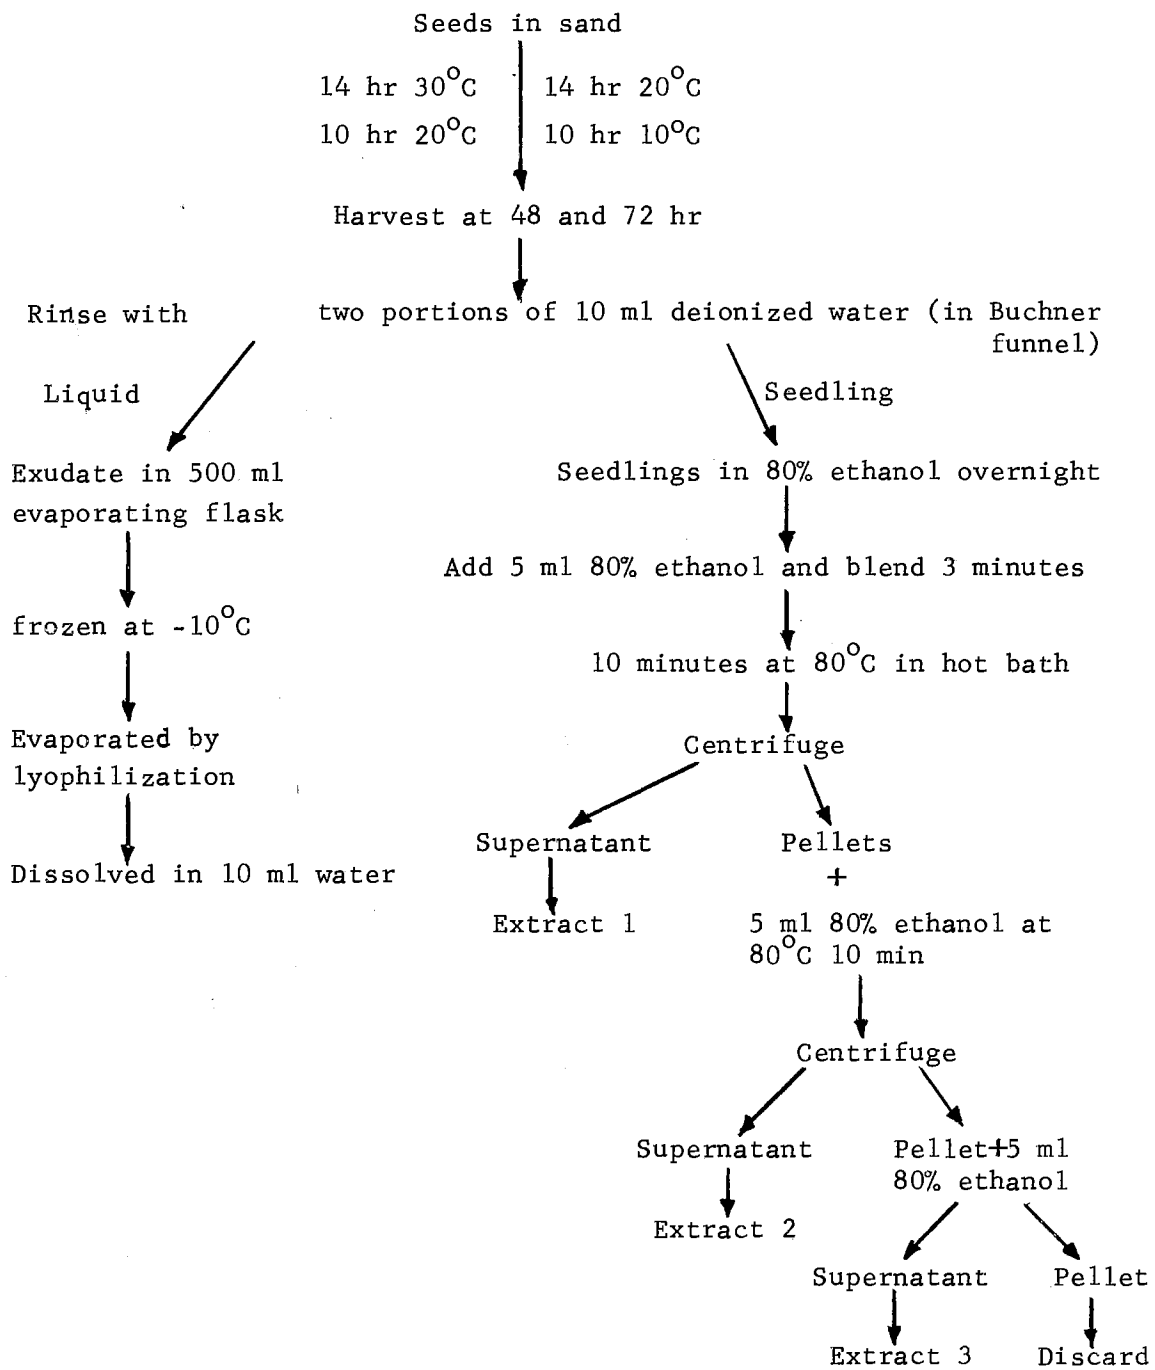 Seeds in sand
14 hr 30°C 14 hr 20°C
10 hr 20°C 10 hr 10°C
Harvest at 48 and 72 hr
Rinse with two portions of 10 ml deionized water (in Buchner
funnel)
Liquid
Seedling
Exudate in 500 ml
evaporating flask
frozen at -10°C
Evaporated by
lyophilization
Dissolved in 10 ml water
Seedlings in 80% ethanol overnight
Add 5 ml 80% ethanol and blend 3 minutes
10 minutes at 80°C in hot bath
Centrifuge
Supernatant
Extract 1
Pellets
+
5 ml 80% ethanol at
80°C 10 min
Centrifuge
Supernatant
Extract 2
Pellet+5 ml
80% ethanol
Supernatant
Extract 3
Pellet
Discard